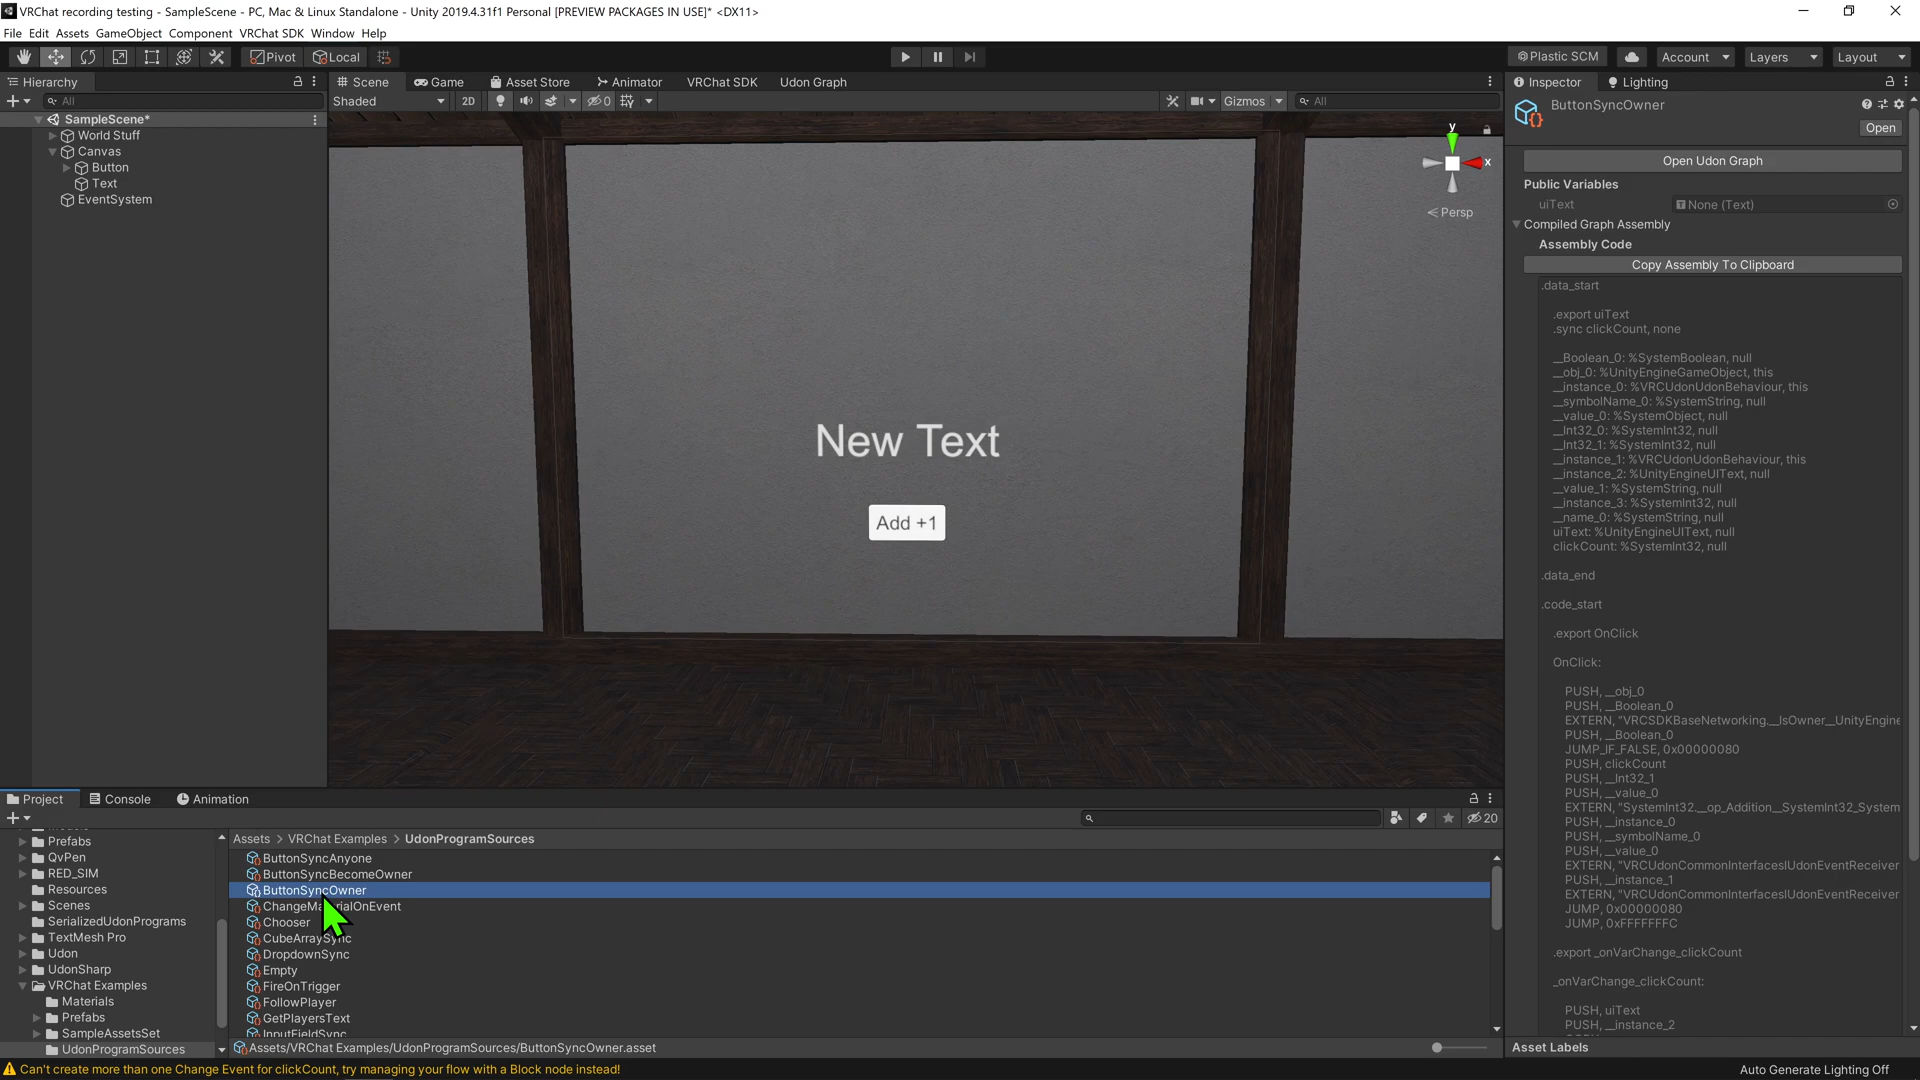 VRChat recording testing - SampleScene - PC, Mac & Linux Standalone - Unity 2019.4.31f1 Personal [PREVIEW PACKAGES IN USE]* <DX11>
File Edit Assets GameObject Component VRChat SDK Window Help
Pivot Local Plastic SCM Account Layers Layout
Hierarchy
All
SampleScene*
World Stuff
Canvas
Button
Text
EventSystem
Scene Game Asset Store Animator VRChat SDK Udon Graph
Shaded 2D 0 Gizmos All
y
x
Persp
New Text
Add +1
Inspector Lighting
ButtonSyncOwner
Open
Open Udon Graph
Public Variables
uiText None (Text)
Compiled Graph Assembly
Assembly Code
Copy Assembly To Clipboard
.data_start
.export uiText
.sync clickCount, none
__Boolean_0: %SystemBoolean, null
__obj_0: %UnityEngineGameObject, this
__instance_0: %VRCUdonUdonBehaviour, this
__symbolName_0: %SystemString, null
__value_0: %SystemObject, null
__Int32_0: %SystemInt32, null
__Int32_1: %SystemInt32, null
__instance_1: %VRCUdonUdonBehaviour, this
__instance_2: %UnityEngineUIText, null
__value_1: %SystemString, null
__instance_3: %SystemInt32, null
__name_0: %SystemString, null
uiText: %UnityEngineUIText, null
clickCount: %SystemInt32, null
.data_end
.code_start
.export OnClick
OnClick:
PUSH, __obj_0
PUSH, __Boolean_0
EXTERN, "VRCSDKBaseNetworking.__IsOwner__UnityEngine
PUSH, __Boolean_0
JUMP_IF_FALSE, 0x00000080
PUSH, clickCount
PUSH, __Int32_1
PUSH, __value_0
EXTERN, "SystemInt32.__op_Addition__SystemInt32_System
PUSH, __instance_0
PUSH, __symbolName_0
PUSH, __value_0
EXTERN, "VRCUdonCommonInterfacesIUdonEventReceiver
PUSH, __instance_1
EXTERN, "VRCUdonCommonInterfacesIUdonEventReceiver
JUMP, 0x00000080
JUMP, 0xFFFFFFFC
.export _onVarChange_clickCount
_onVarChange_clickCount:
PUSH, uiText
PUSH, __instance_2
Asset Labels
Project Console Animation
20
Prefabs
QvPen
RED_SIM
Resources
Scenes
SerializedUdonPrograms
TextMesh Pro
Udon
UdonSharp
VRChat Examples
Materials
Prefabs
SampleAssetsSet
UdonProgramSources
Assets > VRChat Examples > UdonProgramSources
ButtonSyncAnyone
ButtonSyncBecomeOwner
ButtonSyncOwner
ChangeMaterialOnEvent
Chooser
CubeArraySync
DropdownSync
Empty
FireOnTrigger
FollowPlayer
GetPlayersText
InputFieldSync
Assets/VRChat Examples/UdonProgramSources/ButtonSyncOwner.asset
Can't create more than one Change Event for clickCount, try managing your flow with a Block node instead!
Auto Generate Lighting Off